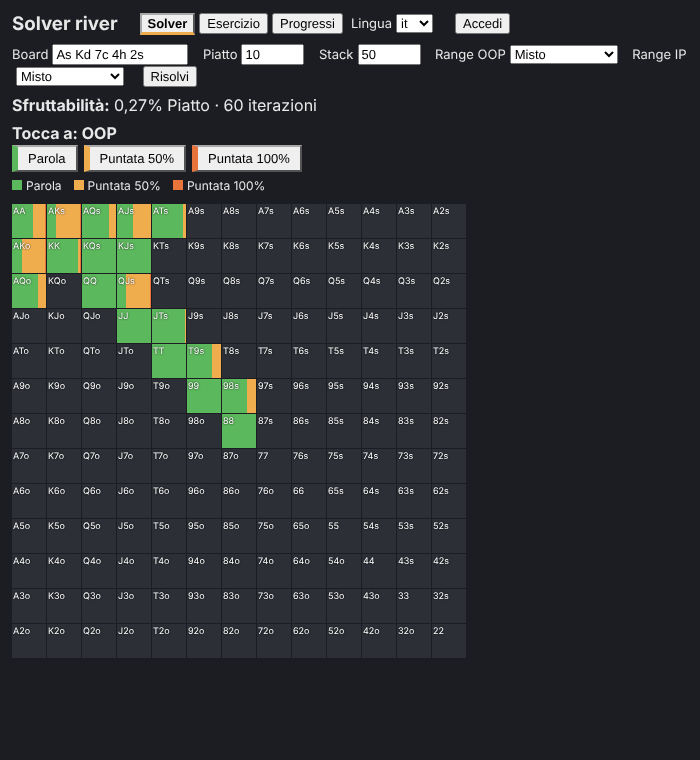 Solver river Solver Esercizio Progressi Lingua it Accedi
Board As Kd 7c 4h 2s Piatto 10 Stack 50 Range OOP Misto Range IP
Misto Risolvi
Sfruttabilità: 0,27% Piatto · 60 iterazioni
Tocca a: OOP
Parola Puntata 50% Puntata 100%
Parola Puntata 50% Puntata 100%
AA AKs AQs AJs ATs A9s A8s A7s A6s A5s A4s A3s A2s
AKo KK KQs KJs KTs K9s K8s K7s K6s K5s K4s K3s K2s
AQo KQo QQ QJs QTs Q9s Q8s Q7s Q6s Q5s Q4s Q3s Q2s
AJo KJo QJo JJ JTs J9s J8s J7s J6s J5s J4s J3s J2s
ATo KTo QTo JTo TT T9s T8s T7s T6s T5s T4s T3s T2s
A9o K9o Q9o J9o T9o 99 98s 97s 96s 95s 94s 93s 92s
A8o K8o Q8o J8o T8o 98o 88 87s 86s 85s 84s 83s 82s
A7o K7o Q7o J7o T7o 97o 87o 77 76s 75s 74s 73s 72s
A6o K6o Q6o J6o T6o 96o 86o 76o 66 65s 64s 63s 62s
A5o K5o Q5o J5o T5o 95o 85o 75o 65o 55 54s 53s 52s
A4o K4o Q4o J4o T4o 94o 84o 74o 64o 54o 44 43s 42s
A3o K3o Q3o J3o T3o 93o 83o 73o 63o 53o 43o 33 32s
A2o K2o Q2o J2o T2o 92o 82o 72o 62o 52o 42o 32o 22